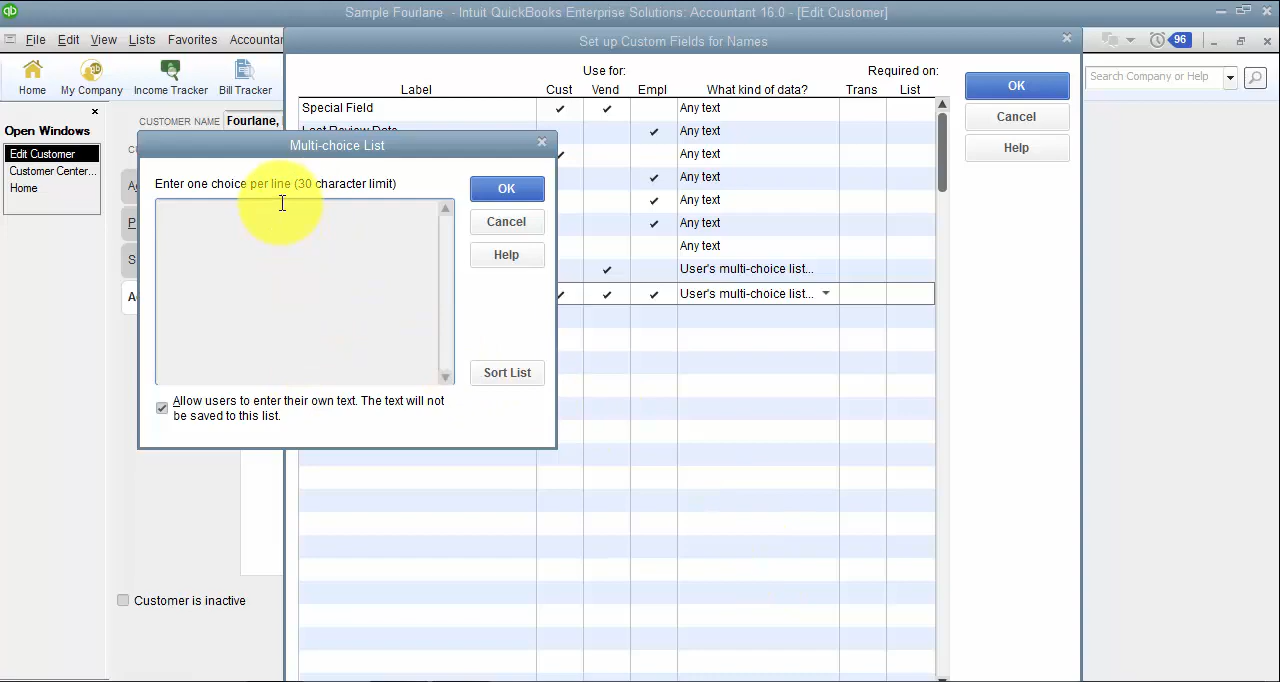 qb
Sample Fourlane - Intuit QuickBooks Enterprise Solutions: Accountant 16.0 - [Edit Customer]
File Edit View Lists Favorites Accountan
Set up Custom Fields for Names
96
Home My Company Income Tracker Bill Tracker
Search Company or Help
Open Windows
Edit Customer
Customer Center...
Home
CUSTOMER NAME Fourlane,
Use for: Required on:
Label Cust Vend Empl What kind of data? Trans List
Special Field Any text
Last Review Date Any text
Any text
Any text
Any text
Any text
Any text
User's multi-choice list...
User's multi-choice list...
OK
Cancel
Help
Multi-choice List
Enter one choice per line (30 character limit)
OK
Cancel
Help
Sort List
Allow users to enter their own text. The text will not
be saved to this list.
Customer is inactive